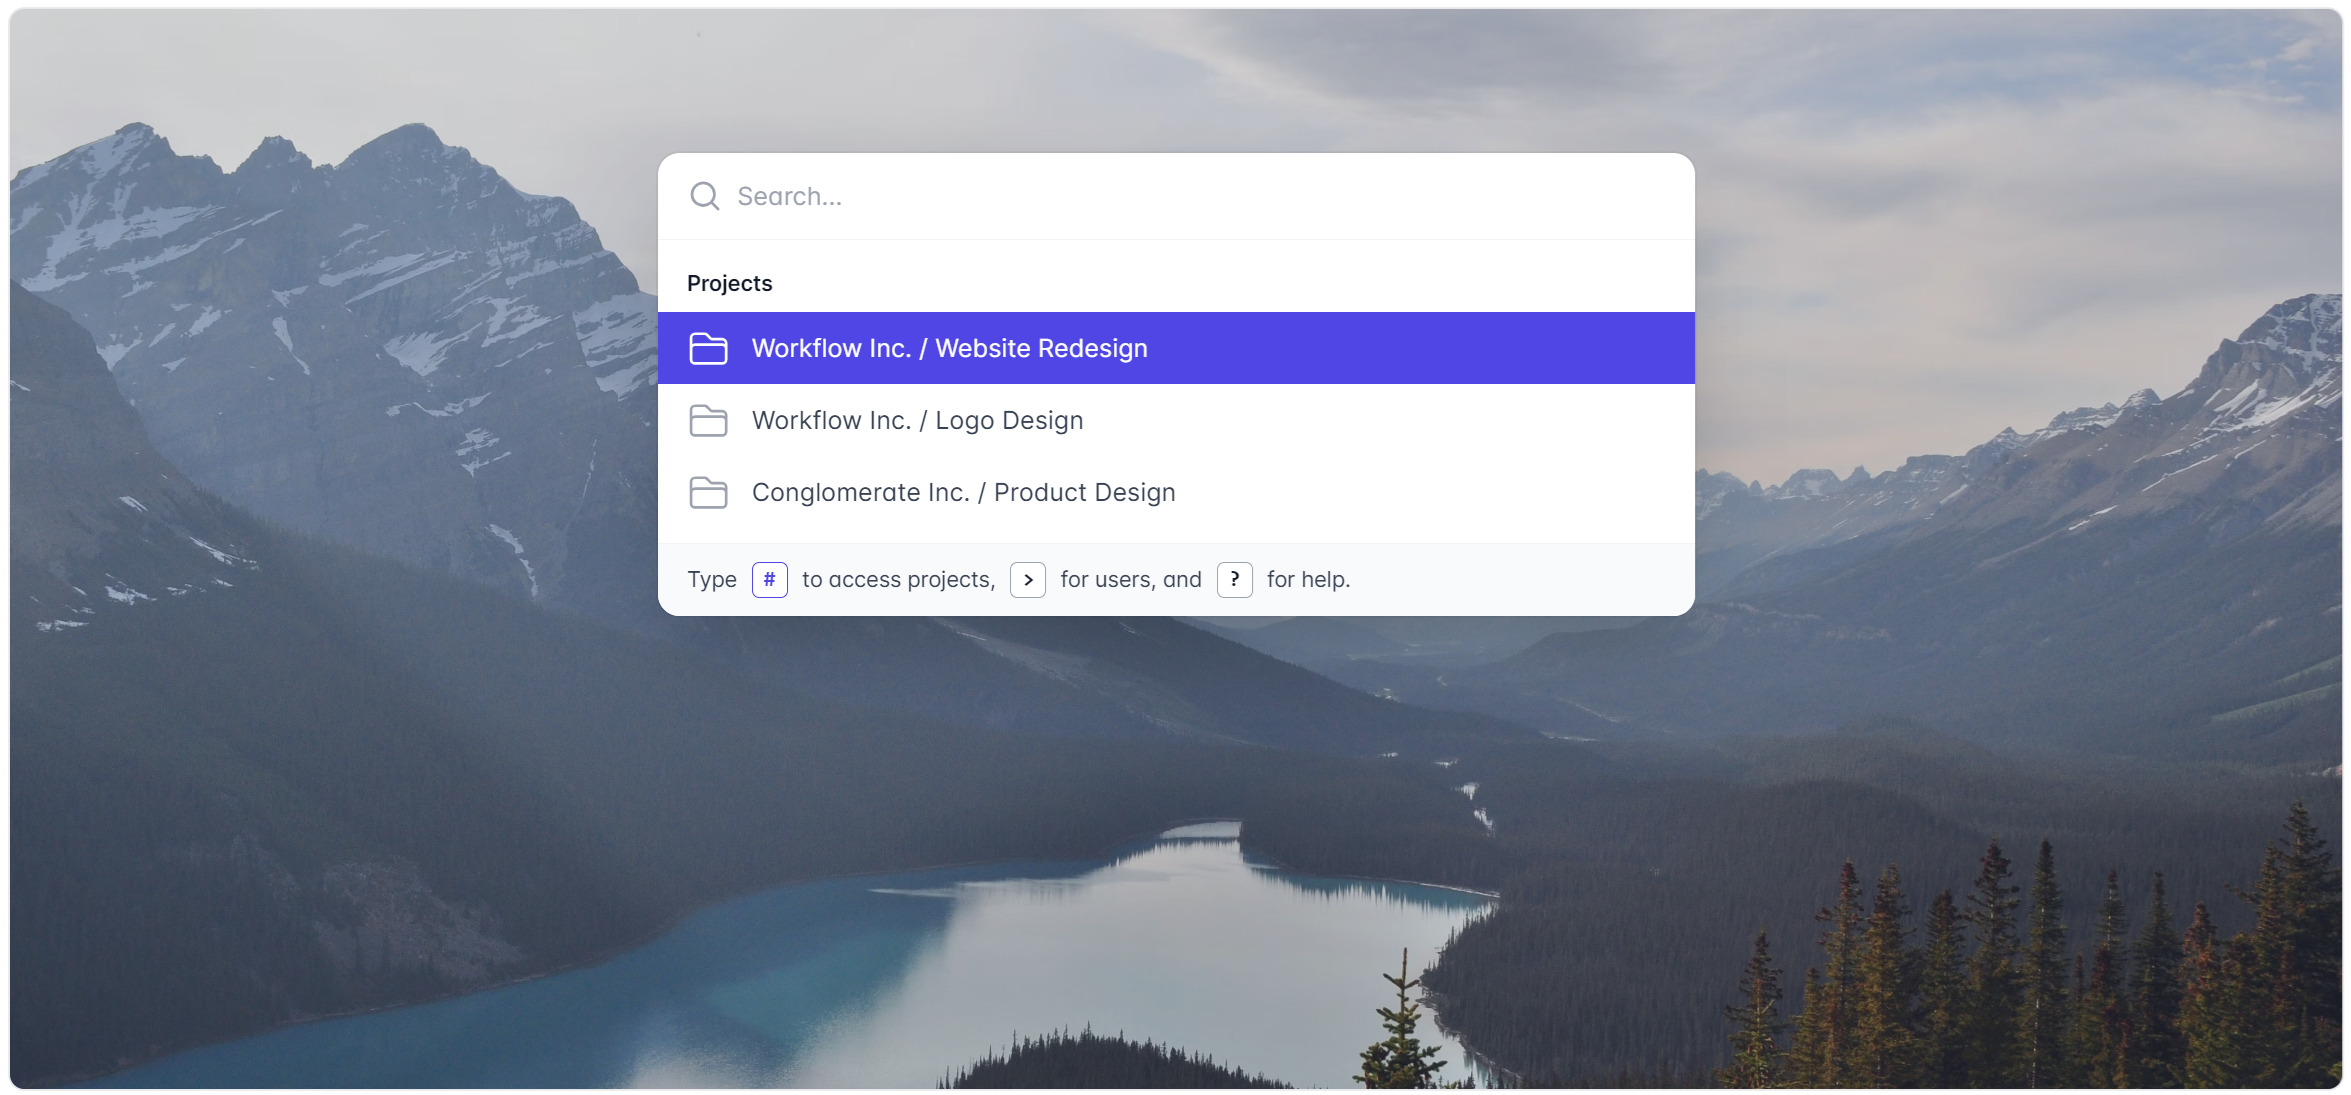 Search...
Projects
Workflow Inc. / Website Redesign
Workflow Inc. / Logo Design
Conglomerate Inc. / Product Design
Type # to access projects, > for users, and ? for help.